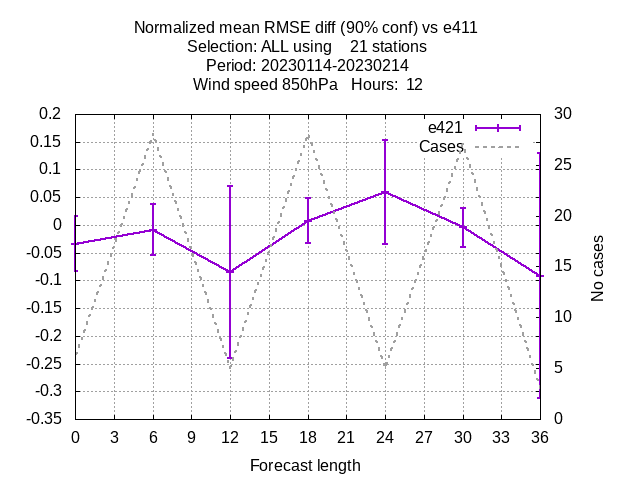 Normalized mean RMSE diff (90% conf) vs e411
Selection: ALL using    21 stations
Period: 20230114-20230214
Wind speed 850hPa   Hours:  12
e421
Cases
0.2
0.15
0.1
0.05
0
-0.05
-0.1
-0.15
-0.2
-0.25
-0.3
-0.35
30
25
20
15
10
5
0
No cases
0 3 6 9 12 15 18 21 24 27 30 33 36
Forecast length